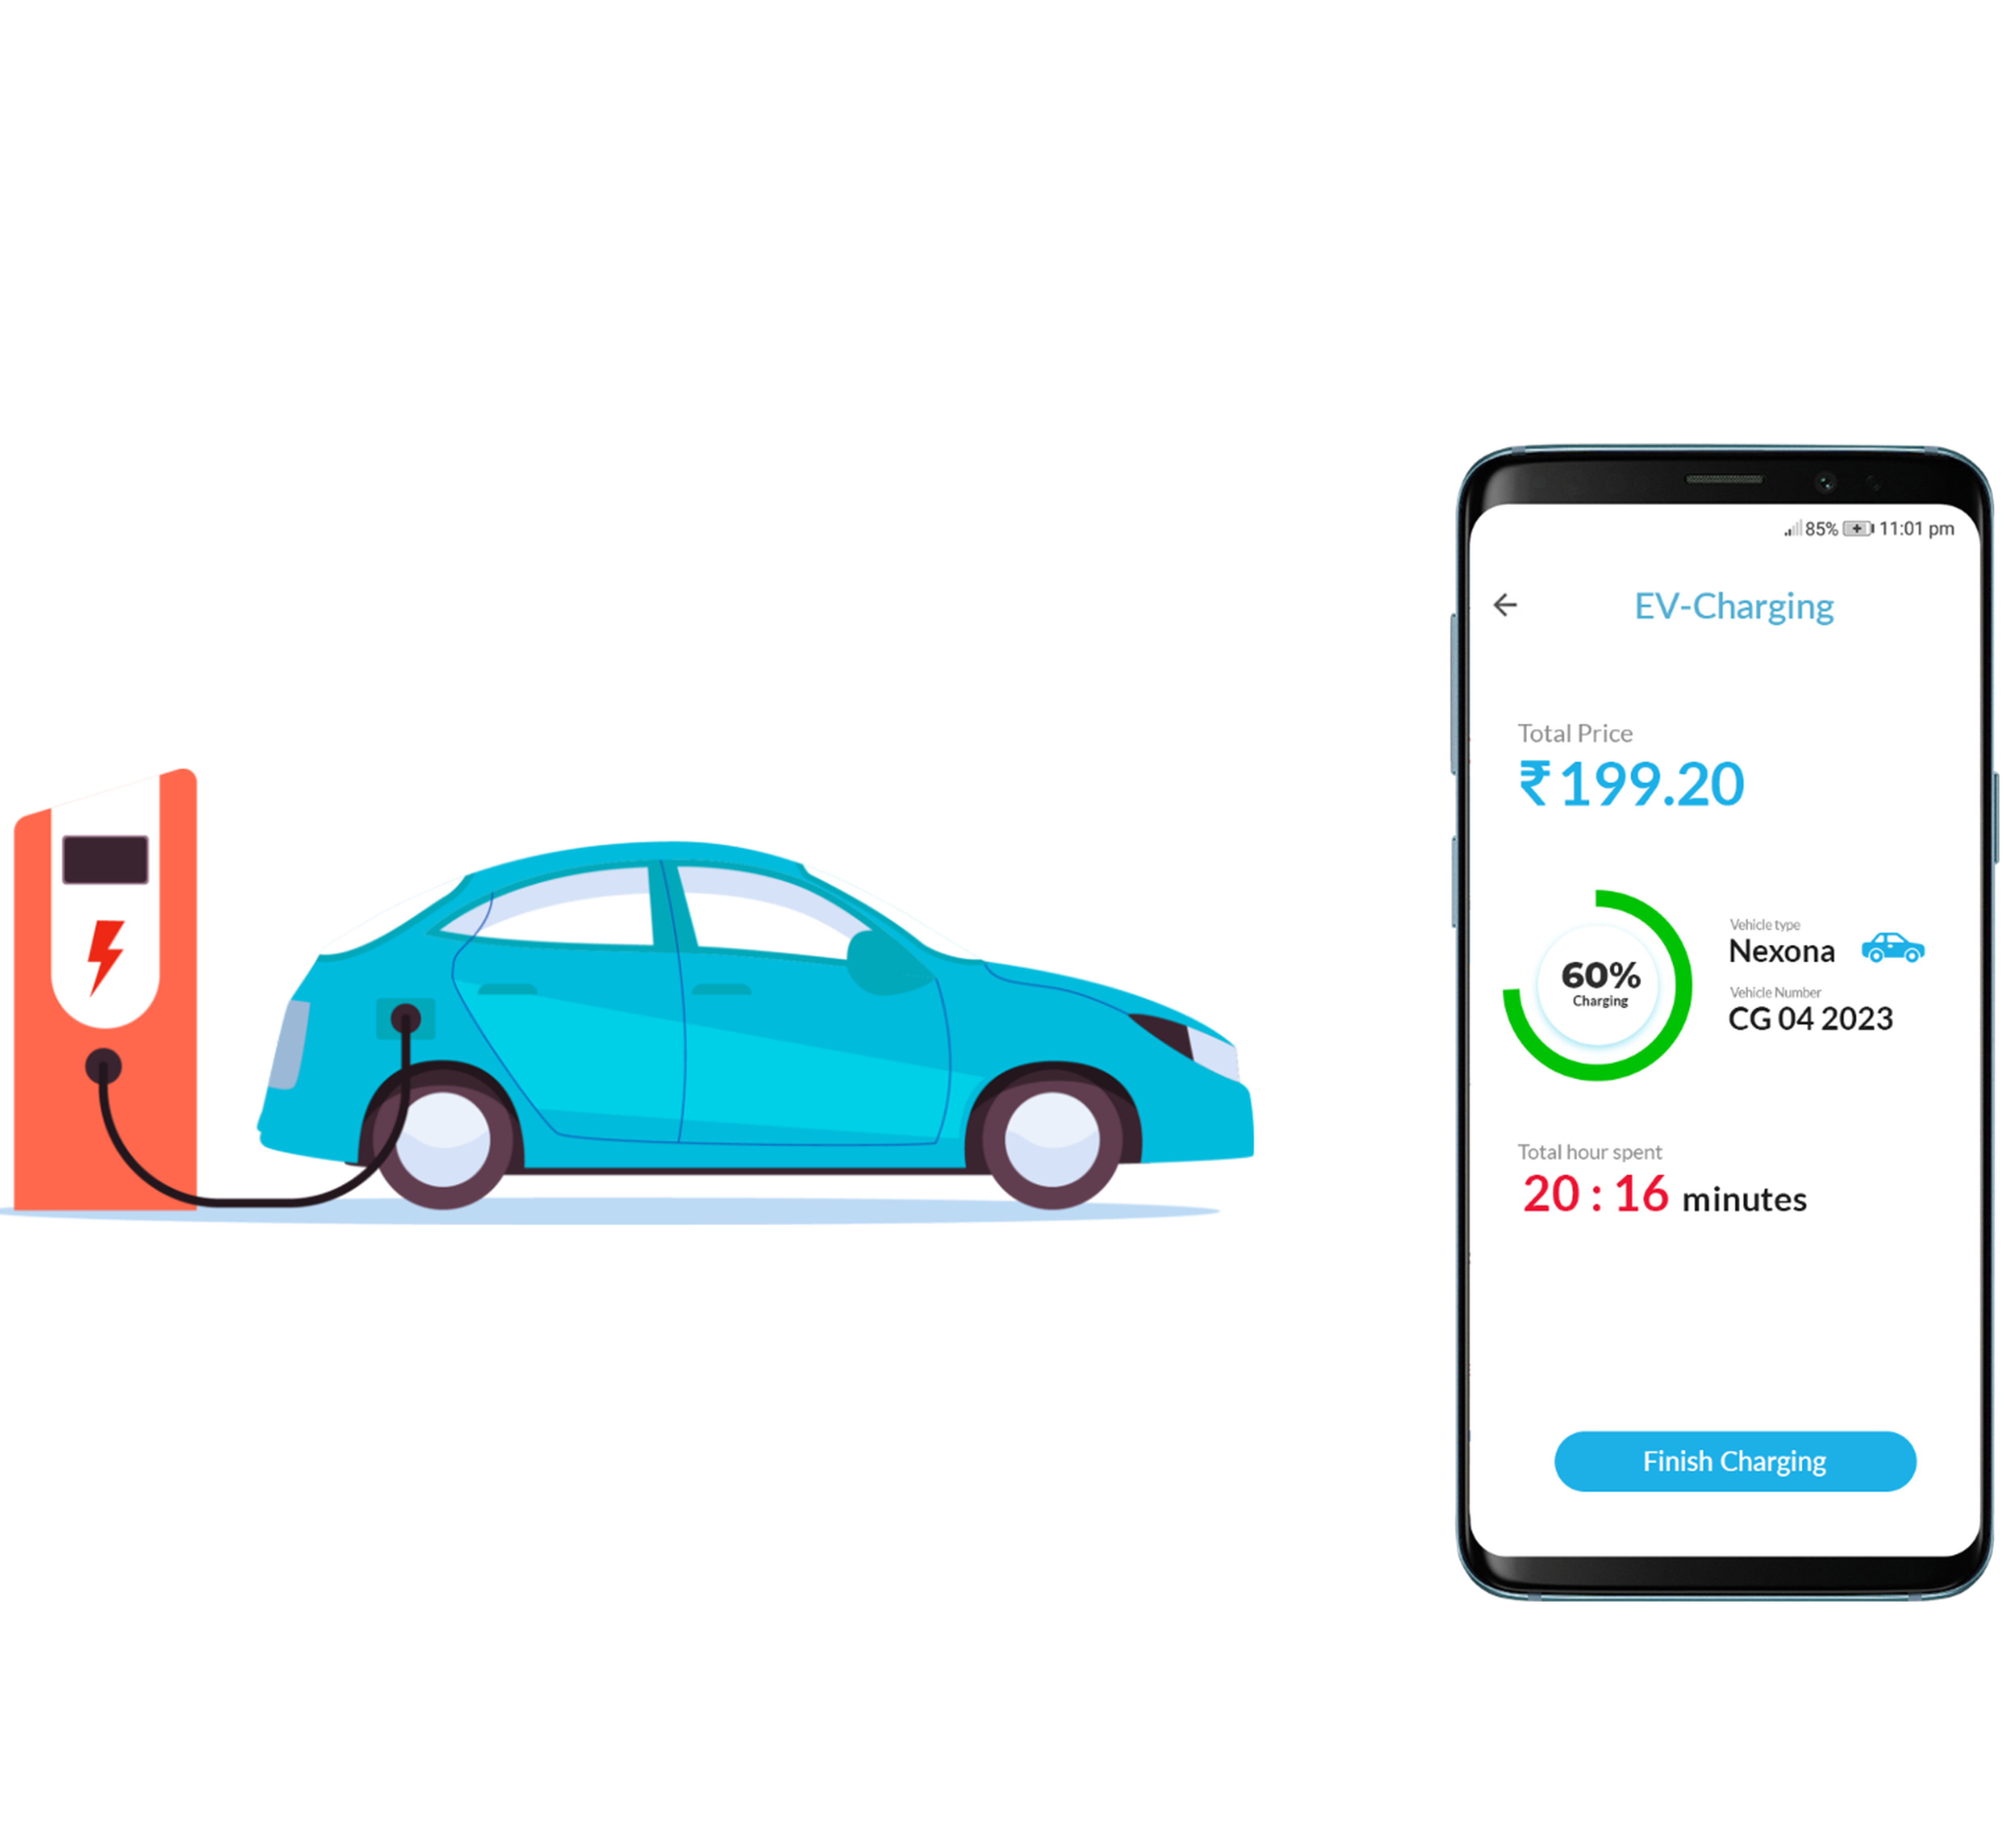 85% 11:01 pm
EV-Charging
Total Price
₹199.20
60%
Charging
Vehicle type
Nexona
Vehicle Number
CG 04 2023
Total hour spent
20 : 16 minutes
Finish Charging